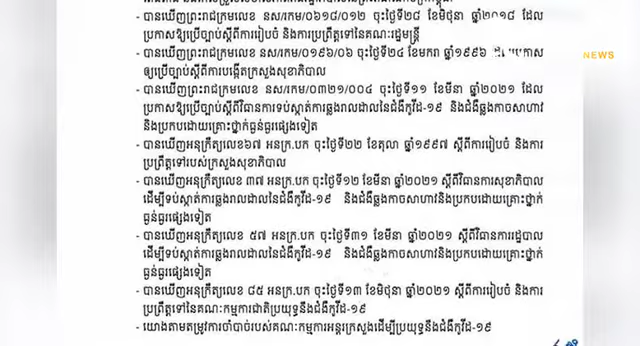 - បានឃើញព្រះរាជក្រមលេខ នស/រកម/០៦១៨/០១២ ចុះថ្ងៃទី២៨ ខែមិថុនា ឆ្នាំ២០១៨ ដែល
ប្រកាសឱ្យប្រើច្បាប់ស្តីពីការរៀបចំ និងការប្រព្រឹត្តទៅនៃគណៈរដ្ឋមន្ត្រី
- បានឃើញព្រះរាជក្រមលេខ នស/រកម/០១៩៦/០៦ ចុះថ្ងៃទី២៤ ខែមករា ឆ្នាំ១៩៩៦
NEWS
ឲ្យប្រើច្បាប់ស្តីពីការបង្កើតក្រសួងសុខាភិបាល
- បានឃើញព្រះរាជក្រមលេខ នស/រកម/០៣២១/០០៤ ចុះថ្ងៃទី១១ ខែមីនា ឆ្នាំ២០២១ ដែល
ប្រកាសឱ្យប្រើច្បាប់ស្តីពីវិធានការទប់ស្កាត់ការឆ្លងរាលដាលនៃជំងឺកូវីដ-១៩ និងជំងឺឆ្លងកាចសាហាវ
និងប្រកបដោយគ្រោះថ្នាក់ធ្ងន់ធ្ងរផ្សេងទៀត
- បានឃើញអនុក្រឹត្យលេខ៦៧ អនក្រ.បក ចុះថ្ងៃទី២២ ខែតុលា ឆ្នាំ១៩៩៧ ស្តីពីការរៀបចំ និងការ
ប្រព្រឹត្តទៅរបស់ក្រសួងសុខាភិបាល
- បានឃើញអនុក្រឹត្យលេខ ៣៧ អនក្រ.បក ចុះថ្ងៃទី១២ ខែមីនា ឆ្នាំ២០២១ ស្តីពីវិធានការសុខាភិបាល
ដើម្បីទប់ស្កាត់ការឆ្លងរាលដាលនៃជំងឺកូវីដ-១៩ និងជំងឺឆ្លងកាចសាហាវនិងប្រកបដោយគ្រោះថ្នាក់
ធ្ងន់ធ្ងរផ្សេងទៀត
- បានឃើញអនុក្រឹត្យលេខ ៥៧ អនក្រ.បក ចុះថ្ងៃទី៣១ ខែមីនា ឆ្នាំ២០២១ ស្តីពីវិធានការរដ្ឋបាល
ដើម្បីទប់ស្កាត់ការឆ្លងរាលដាលនៃជំងឺកូវីដ-១៩ និងជំងឺឆ្លងកាចសាហាវនិងប្រកបដោយគ្រោះថ្នាក់
ធ្ងន់ធ្ងរផ្សេងទៀត
- បានឃើញអនុក្រឹត្យលេខ ៨៥ អនក្រ.បក ចុះថ្ងៃទី១៣ ខែមិថុនា ឆ្នាំ២០២១ ស្តីពីការរៀបចំ និងការ
ប្រព្រឹត្តទៅនៃគណៈកម្មការជាតិប្រយុទ្ធនឹងជំងឺកូវីដ-១៩
- យោងតាមតម្រូវការចាំបាច់របស់គណៈកម្មការអន្តរក្រសួងដើម្បីប្រយុទ្ធនឹងជំងឺកូវីដ-១៩